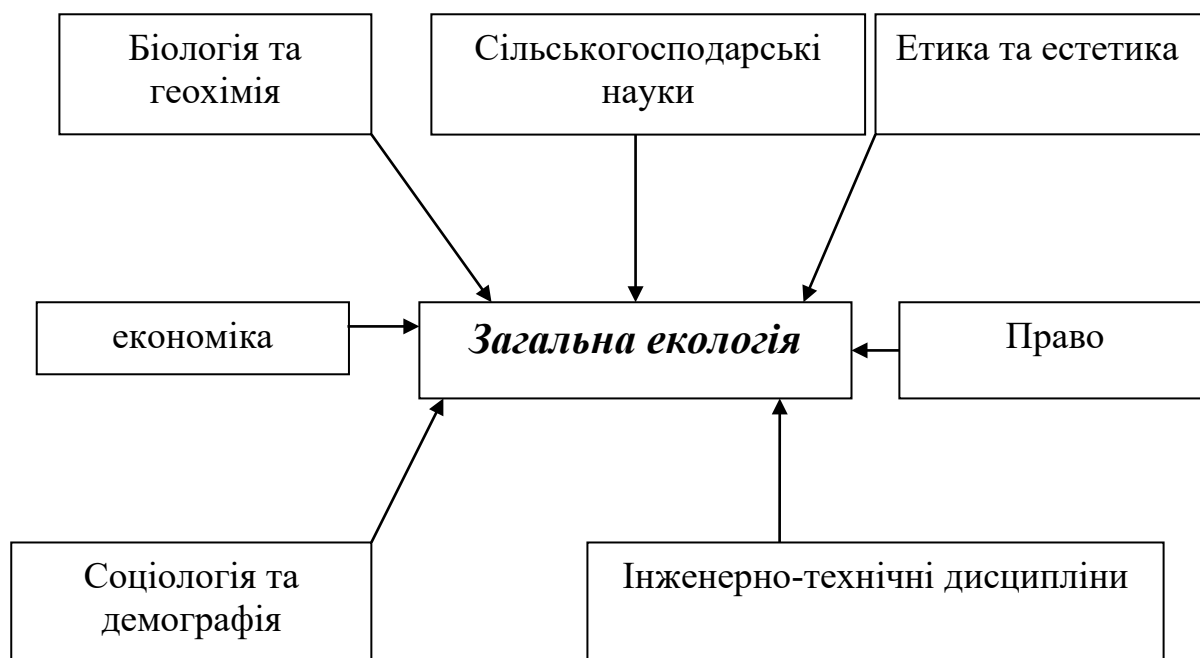 Біологія та
геохімія
Сільськогосподарські
науки
Етика та естетика
економіка
Загальна екологія
Право
Соціологія та
демографія
Інженерно-технічні дисципліни